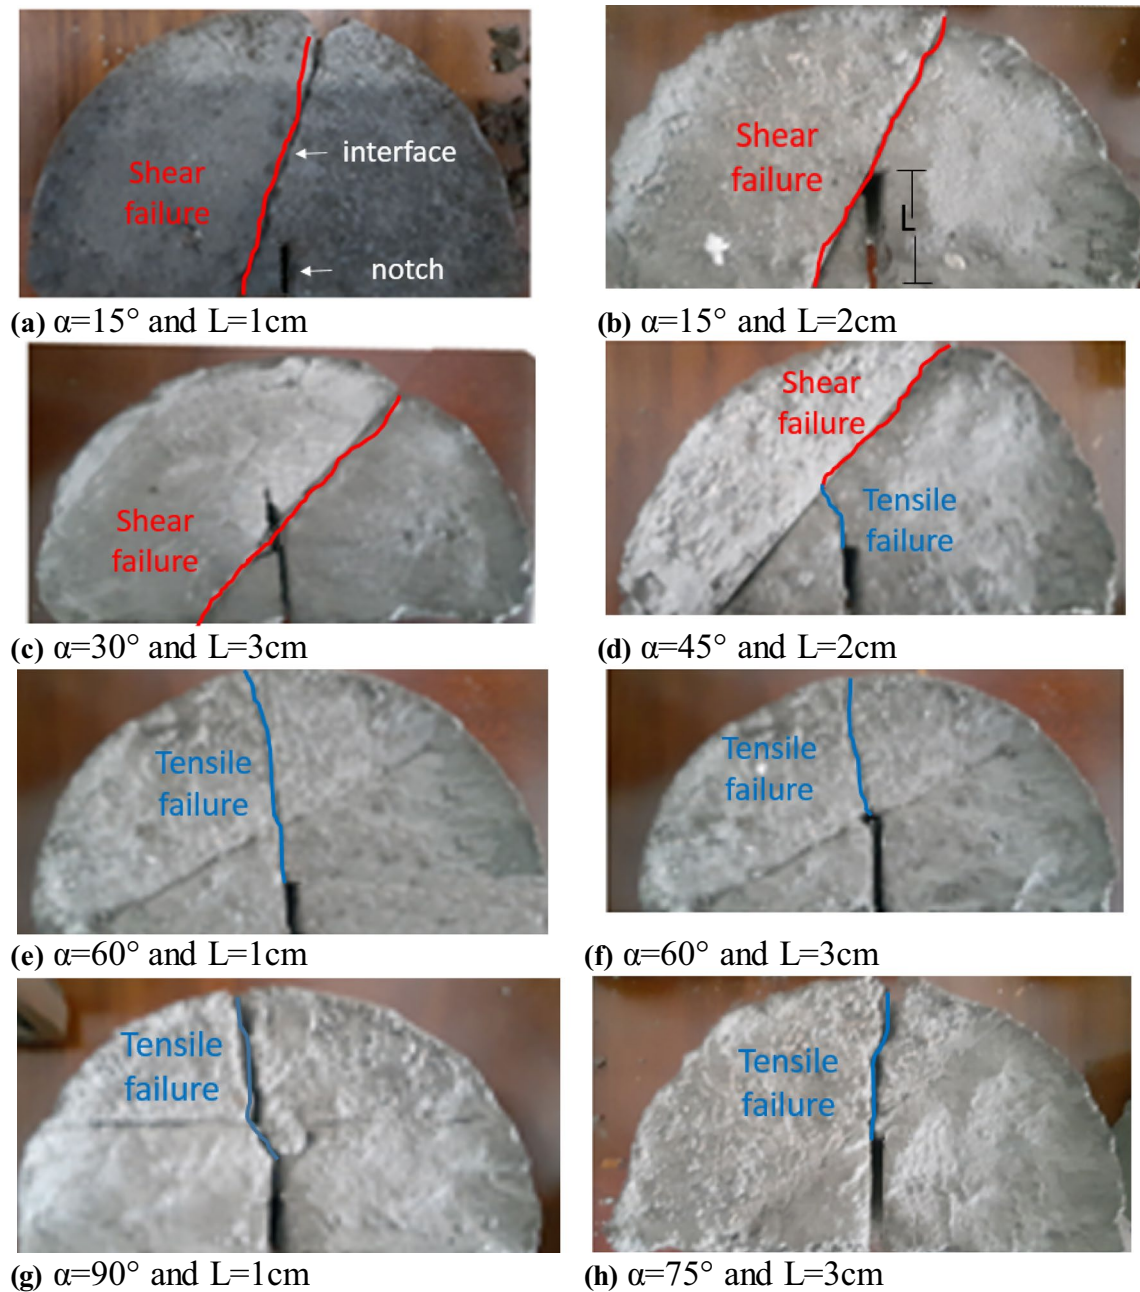 Shear
failure
interface
notch
Shear
failure
L
(a) α=15° and L=1cm
(b) α=15° and L=2cm
Shear
failure
Shear
failure
Tensile
failure
(c) α=30° and L=3cm
(d) α=45° and L=2cm
Tensile
failure
Tensile
failure
(e) α=60° and L=1cm
(f) α=60° and L=3cm
Tensile
failure
Tensile
failure
(g) α=90° and L=1cm
(h) α=75° and L=3cm